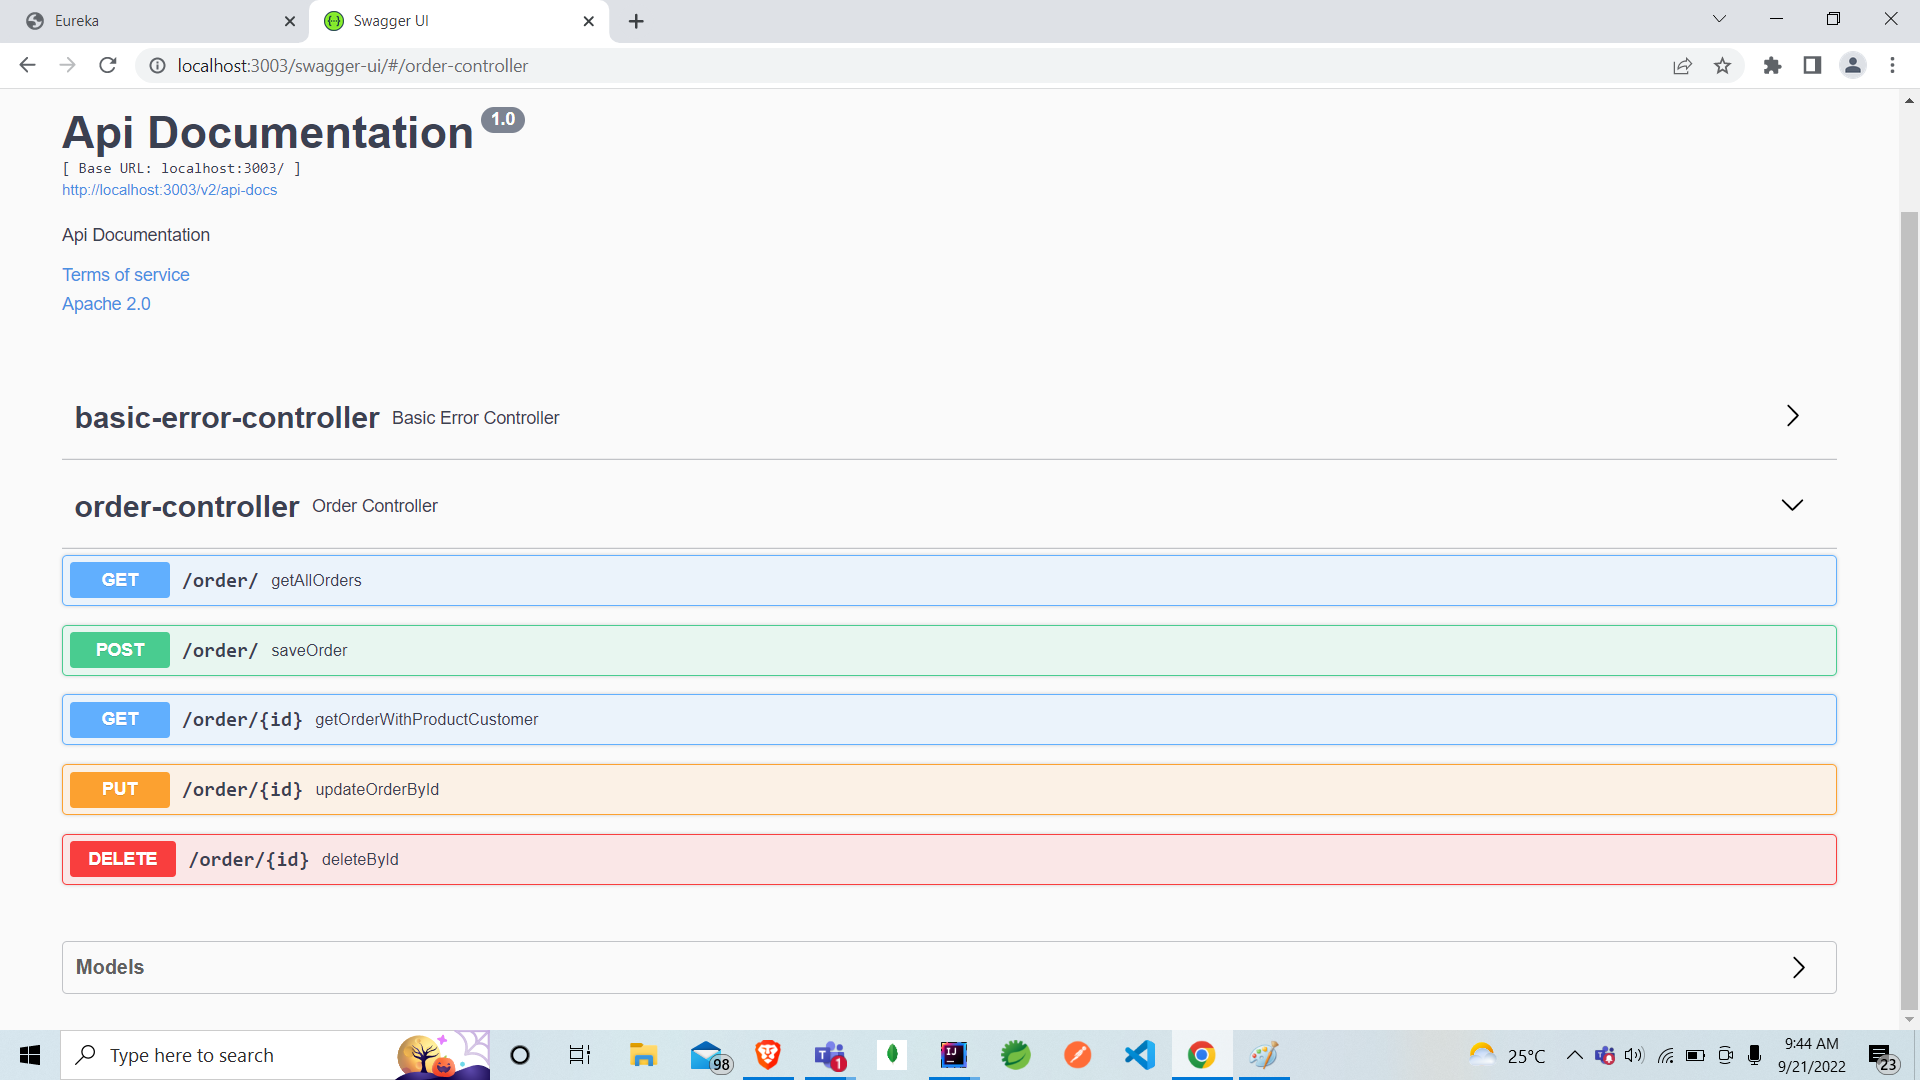 Eureka
Swagger UI
localhost:3003/swagger-ui/#/order-controller
Api Documentation 1.0
[ Base URL: localhost:3003/ ]
http://localhost:3003/v2/api-docs
Api Documentation
Terms of service
Apache 2.0
basic-error-controller Basic Error Controller
order-controller Order Controller
GET /order/ getAllOrders
POST /order/ saveOrder
GET /order/{id} getOrderWithProductCustomer
PUT /order/{id} updateOrderById
DELETE /order/{id} deleteById
Models
Type here to search
98
1
IJ
25°C
9:44 AM
9/21/2022
23